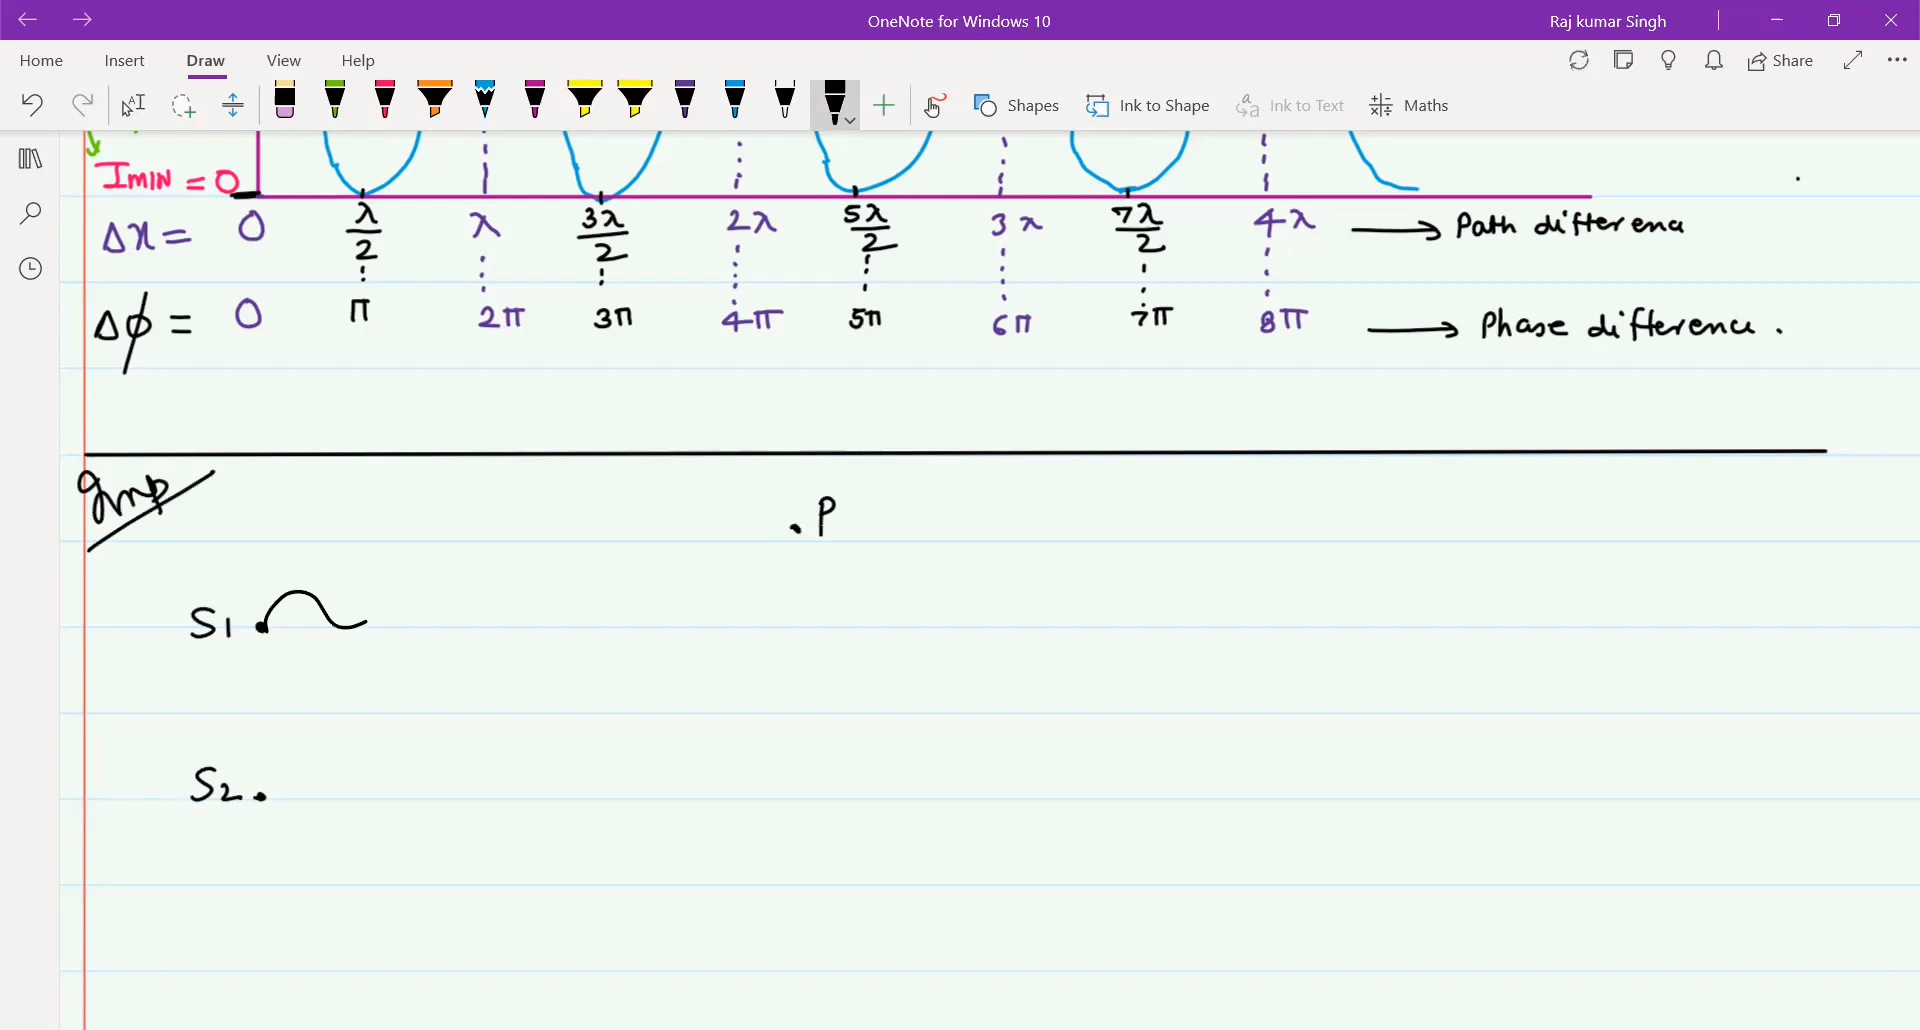 OneNote for Windows 10
Raj kumar Singh
Home Insert Draw View Help
Share
Shapes Ink to Shape Ink to Text Maths
IMIN = 0
Δx = 0 λ/2 λ 3λ/2 2λ 5λ/2 3λ 7λ/2 4λ → Path differenc
Δϕ = 0 π 2π 3π 4π 5π 6π 7π 8π → Phase difference .
Imp
. P
S1
S2 .